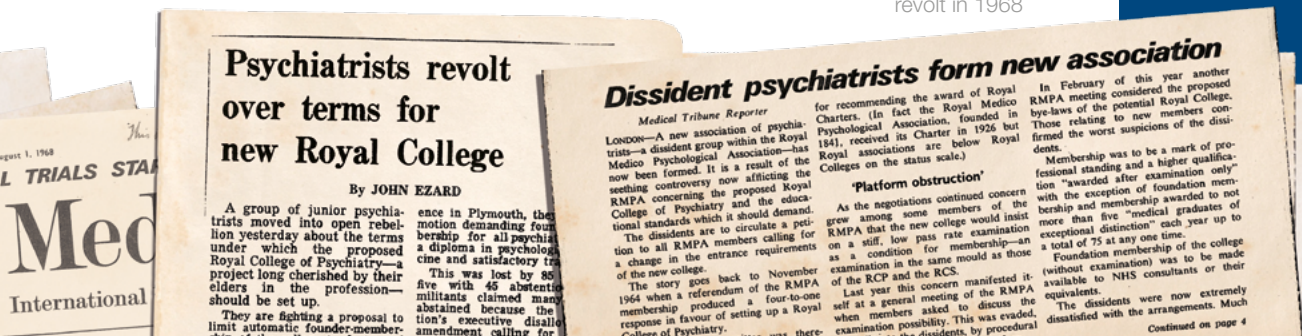 revolt in 1968
August 1, 1968
L TRIALS STA
Med
International
Psychiatrists revolt
over terms for
new Royal College
By JOHN EZARD
A group of junior psychia-
trists moved into open rebel-
lion yesterday about the terms
under which the proposed
Royal College of Psychiatry—a
project long cherished by their
elders in the profession—
should be set up.
They are fighting a proposal to
limit automatic founder-member-
ence in Plymouth, they
motion demanding foun
bership for all psychiat
a diploma in psycholog
cine and satisfactory tra
This was lost by 85
five with 45 abstentio
militants claimed many
abstained because the
tion's executive disallo
amendment calling for
Dissident psychiatrists form new association
Medical Tribune Reporter
LONDON—A new association of psychia-
trists—a dissident group within the Royal
Medico Psychological Association—has
now been formed. It is a result of the
seething controversy now afflicting the
RMPA concerning the proposed Royal
College of Psychiatry and the educa-
tional standards which it should demand.
The dissidents are to circulate a peti-
tion to all RMPA members calling for
a change in the entrance requirements
of the new college.
The story goes back to November
1964 when a referendum of the RMPA
membership produced a four-to-one
response in favour of setting up a Royal
College of Psychiatry.
was there-
for recommending the award of Royal
Charters. (In fact the Royal Medico
Psychological Association, founded in
1841, received its Charter in 1926 but
Royal associations are below Royal
Colleges on the status scale.)
'Platform obstruction'
As the negotiations continued concern
grew among some members of the
RMPA that the new college would insist
on a stiff, low pass rate examination
as a condition for membership—an
examination in the same mould as those
of the RCP and the RCS.
Last year this concern manifested it-
self at a general meeting of the RMPA
when members asked to discuss the
examination possibility. This was evaded,
the dissidents, by procedural
In February of this year another
RMPA meeting considered the proposed
bye-laws of the potential Royal College.
Those relating to new members con-
firmed the worst suspicions of the dissi-
dents.
Membership was to be a mark of pro-
fessional standing and a higher qualifica-
tion "awarded after examination only"
with the exception of foundation mem-
bership and membership awarded to not
more than five "medical graduates of
exceptional distinction" each year up to
a total of 75 at any one time.
Foundation membership of the college
(without examination) was to be made
available to NHS consultants or their
equivalents.
The dissidents were now extremely
dissatisfied with the arrangements. Much
Continued on page 4